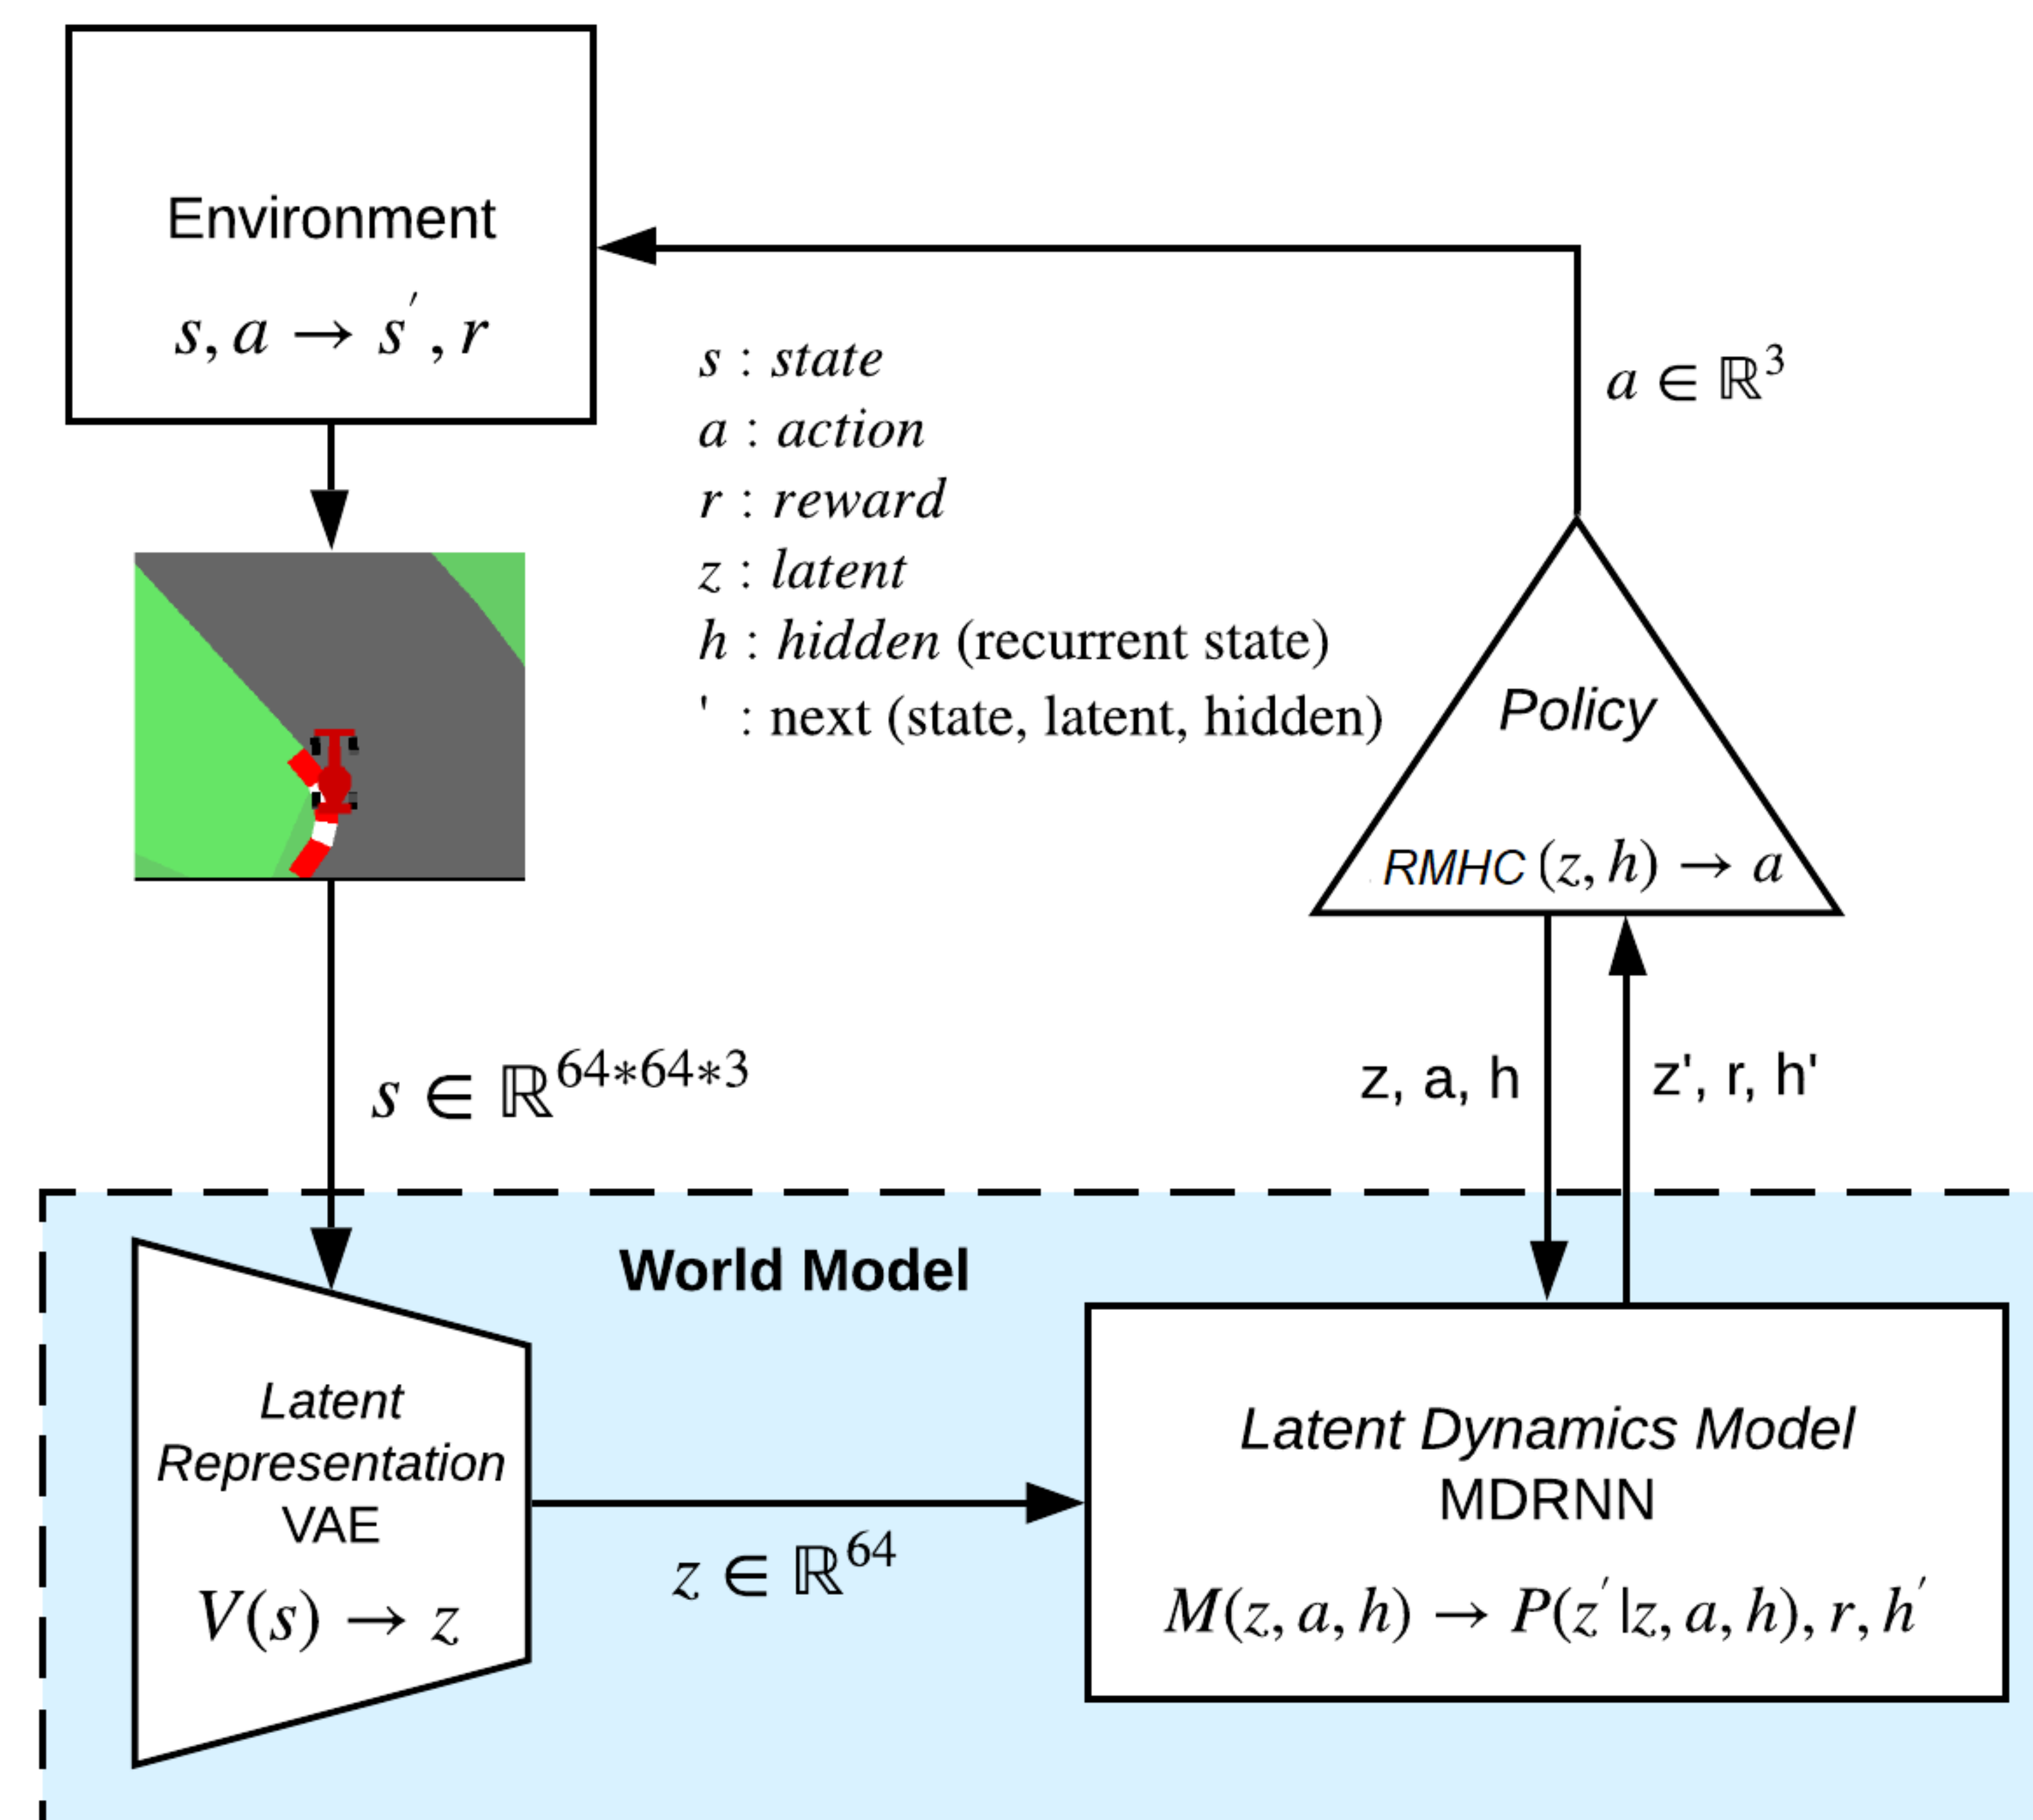 Environment
s, a → s′, r
s : state
a : action
r : reward
z : latent
h : hidden (recurrent state)
' : next (state, latent, hidden)
a ∈ ℝ³
Policy
RMHC (z, h) → a
s ∈ ℝ^{64*64*3}
z, a, h
z', r, h'
World Model
Latent
Representation
VAE
V(s) → z
z ∈ ℝ^{64}
Latent Dynamics Model
MDRNN
M(z, a, h) → P(z′ |z, a, h), r, h′